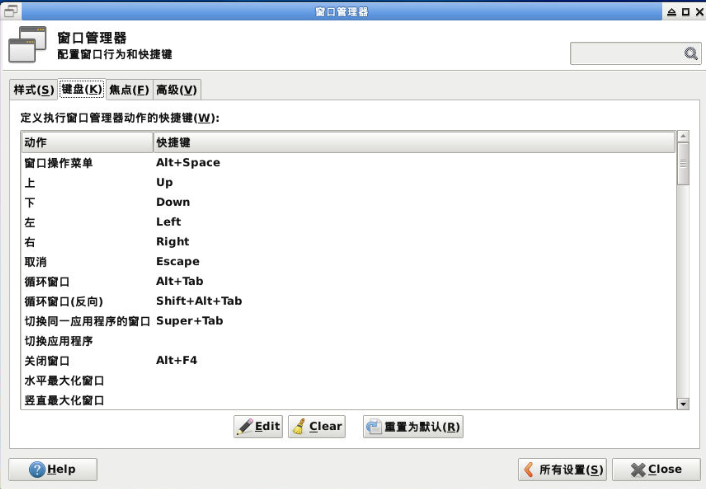 窗口管理器
窗口管理器
配置窗口行为和快捷键
样式(S) 键盘(K) 焦点(F) 高级(V)
定义执行窗口管理器动作的快捷键(W):
动作 快捷键
窗口操作菜单 Alt+Space
上 Up
下 Down
左 Left
右 Right
取消 Escape
循环窗口 Alt+Tab
循环窗口(反向) Shift+Alt+Tab
切换同一应用程序的窗口 Super+Tab
切换应用程序
关闭窗口 Alt+F4
水平最大化窗口
竖直最大化窗口
Edit Clear 重置为默认(R)
Help 所有设置(S) Close